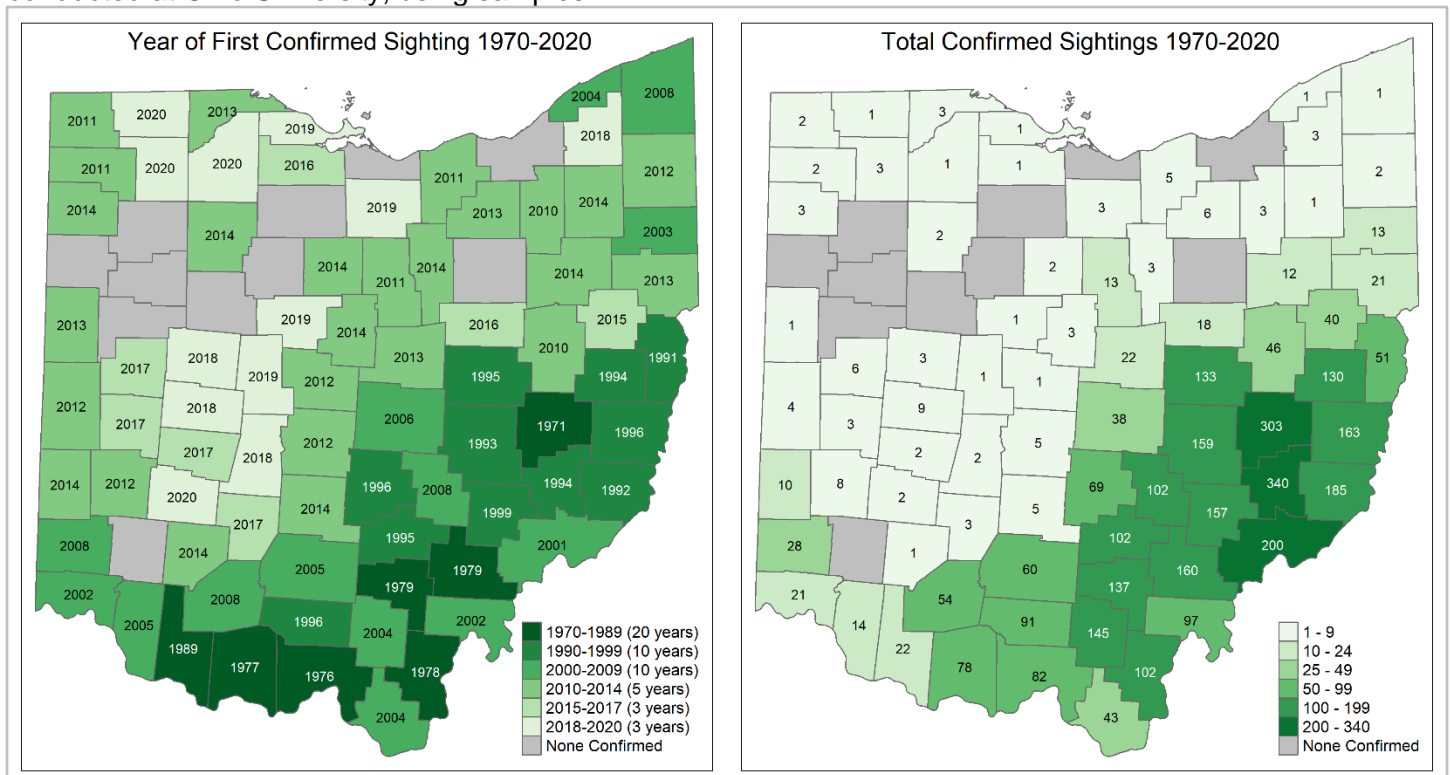 conducted at Ohio University, using samples
Year of First Confirmed Sighting 1970-2020
2004 2008
2011 2020 2013 2019 2018
2011 2020 2020 2016 2011 2012
2014 2019 2013 2010 2014
2014 2003
2014 2011 2014 2014 2013
2013 2019 2014 2016 2015
2017 2018 2019 2012 2013 1995 2010 1994 1991
2012 2018 2006 1971
2017 2017 2018 2012 1993 1996
2014 2012 2020 2014 1996 2008 1994 1992
2017 1999
2008 2014 1995 2001
2005 1979 1979
2002 2005 2008 1996 2004 2002
1989 1977 1976 1978
2004
1970-1989 (20 years)
1990-1999 (10 years)
2000-2009 (10 years)
2010-2014 (5 years)
2015-2017 (3 years)
2018-2020 (3 years)
None Confirmed
Total Confirmed Sightings 1970-2020
1 1
2 1 3 1 3
2 3 1 1 5 2
3 3 6 3 1
2 13
2 13 3 12 21
1 1 3 18 40
6 3 1 1 22 133 46 130 51
4 9 38 303
3 2 2 5 159 163
10 8 2 5 69 102 340 185
3 157
28 1 102 200
60 137 160
21 14 54 91 145 97
22 78 82 102
43
1 - 9
10 - 24
25 - 49
50 - 99
100 - 199
200 - 340
None Confirmed